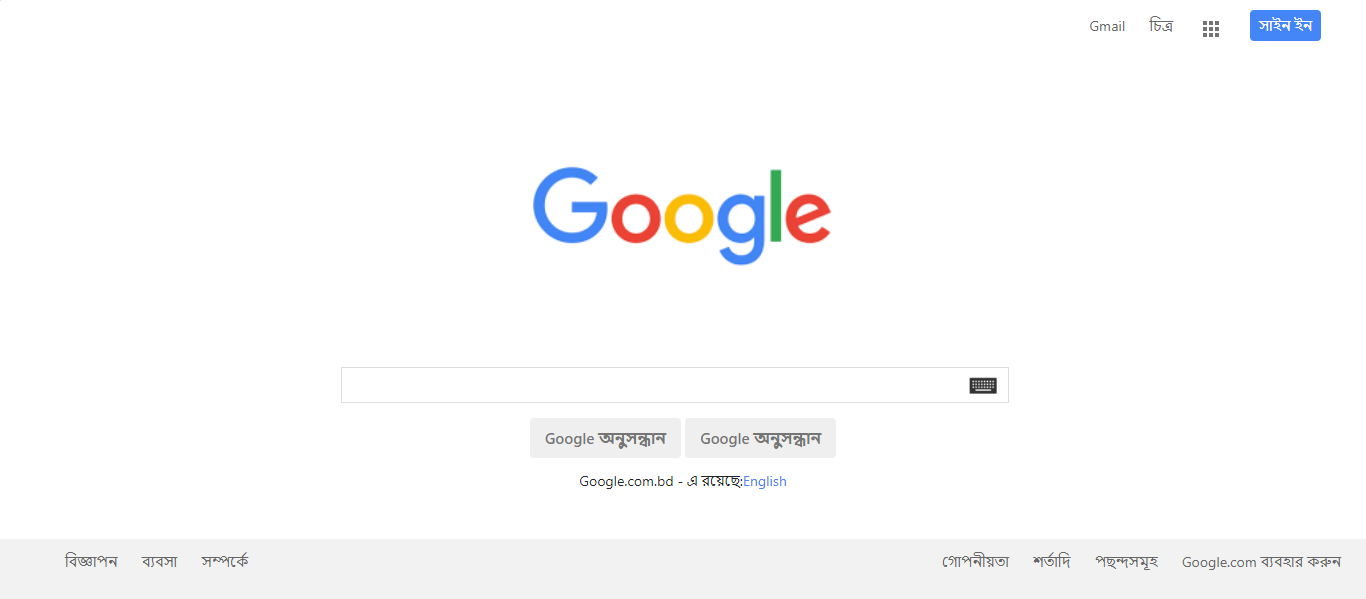 Gmail চিত্র সাইন ইন
Google
Google অনুসন্ধান Google অনুসন্ধান
Google.com.bd - এ রয়েছে:English
বিজ্ঞাপন ব্যবসা সম্পর্কে গোপনীয়তা শর্তাদি পছন্দসমূহ Google.com ব্যবহার করুন